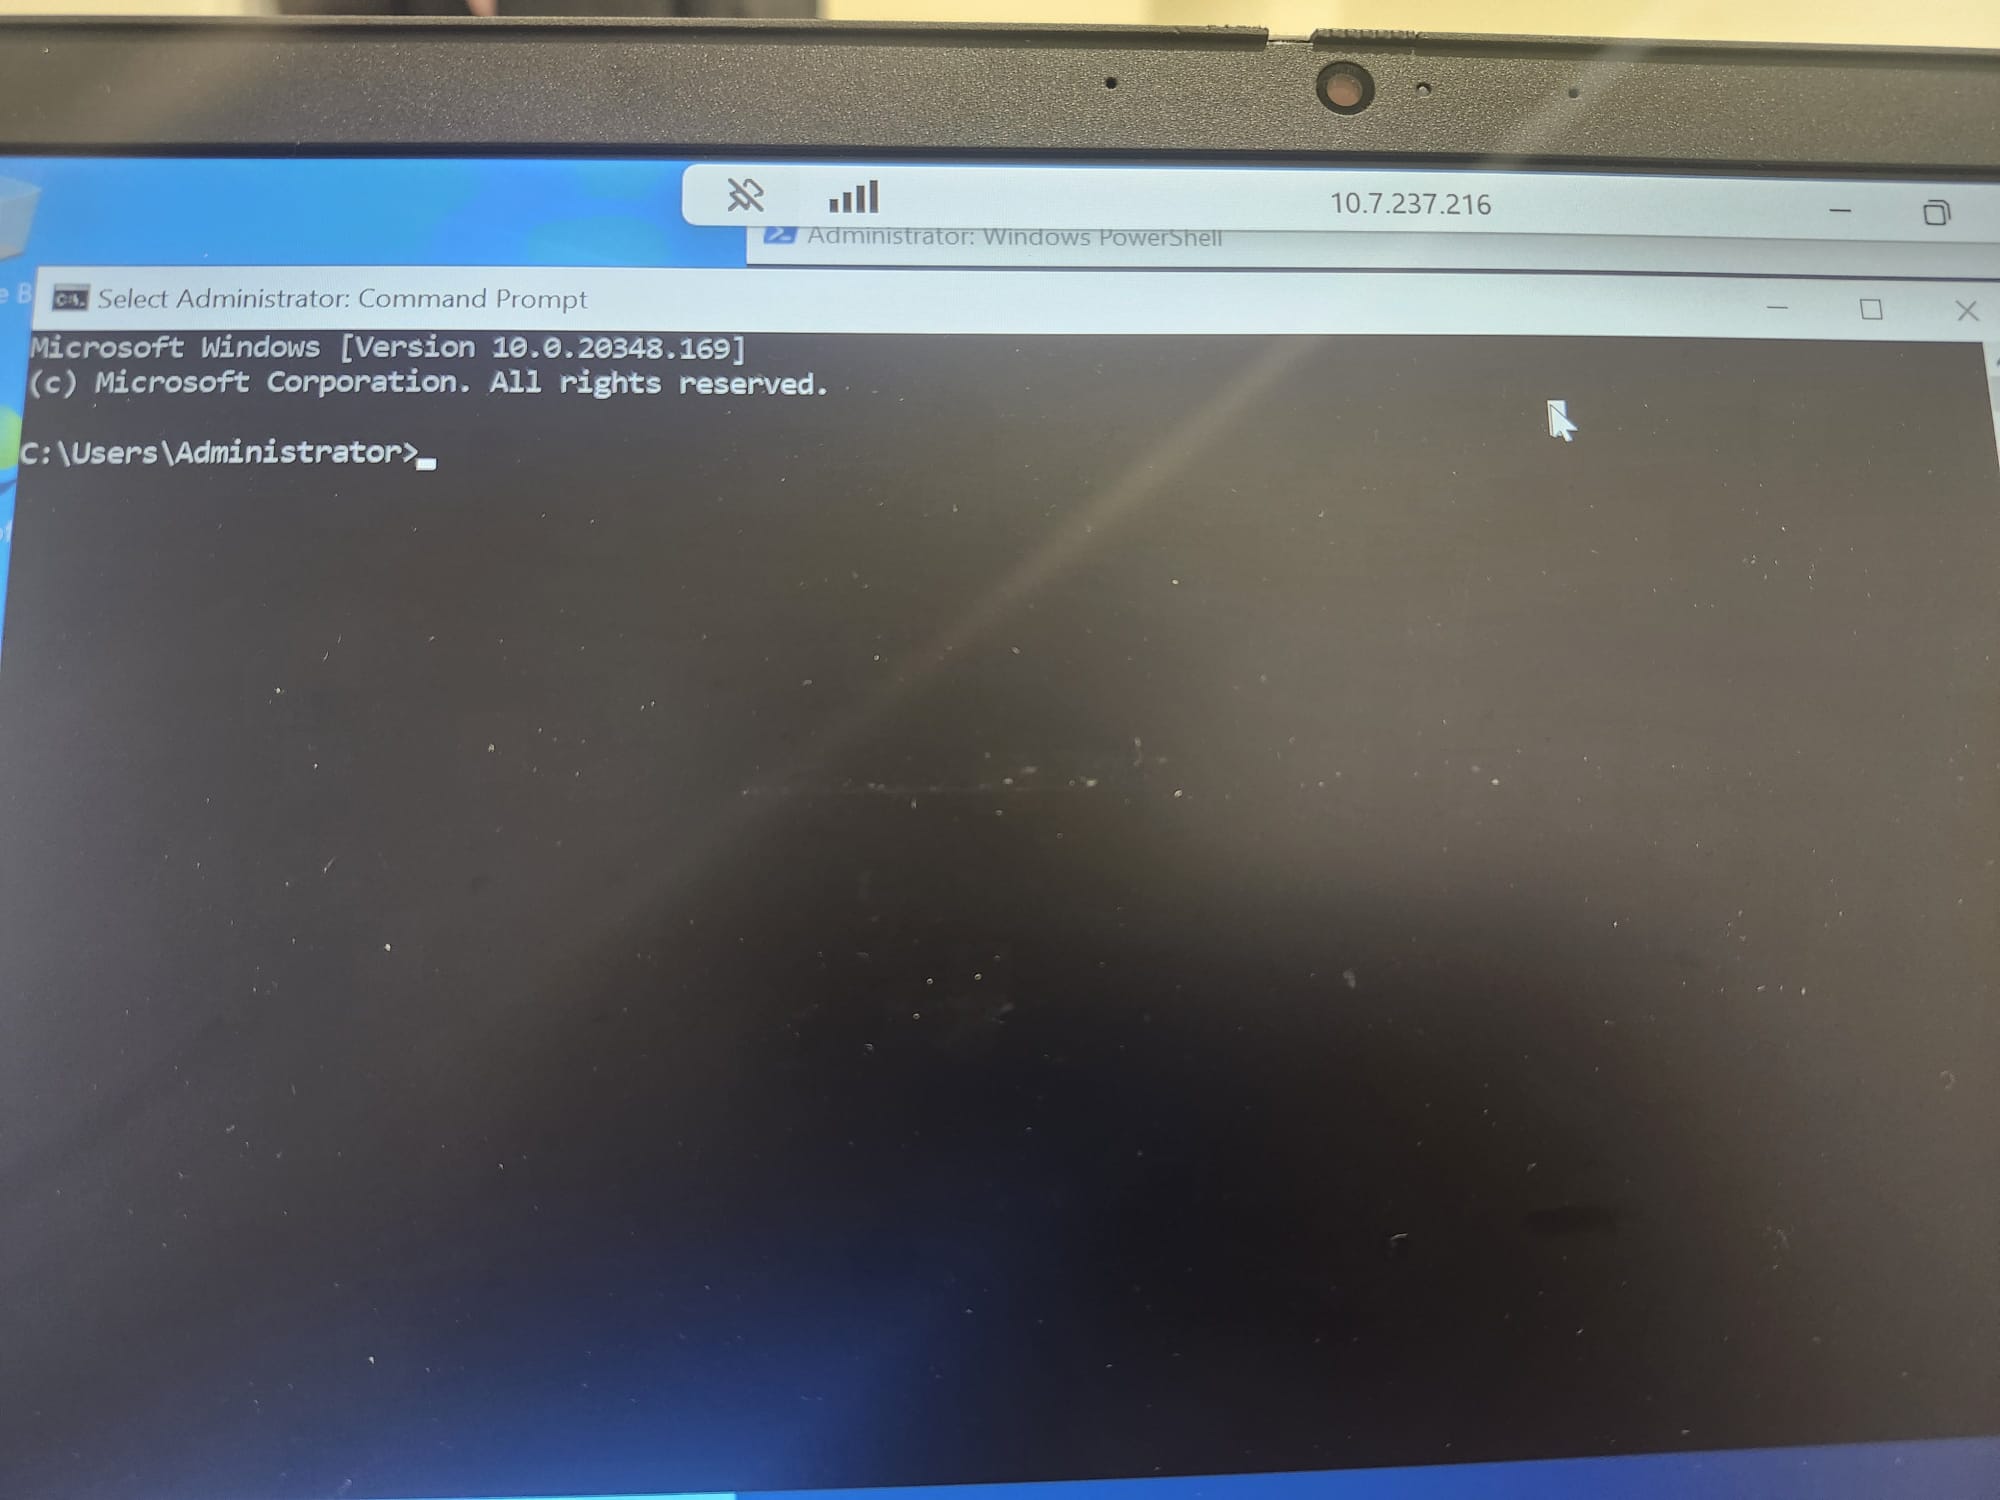 10.7.237.216
Administrator: Windows PowerShell
Select Administrator: Command Prompt
Microsoft Windows [Version 10.0.20348.169]
(c) Microsoft Corporation. All rights reserved.
C:\Users\Administrator>